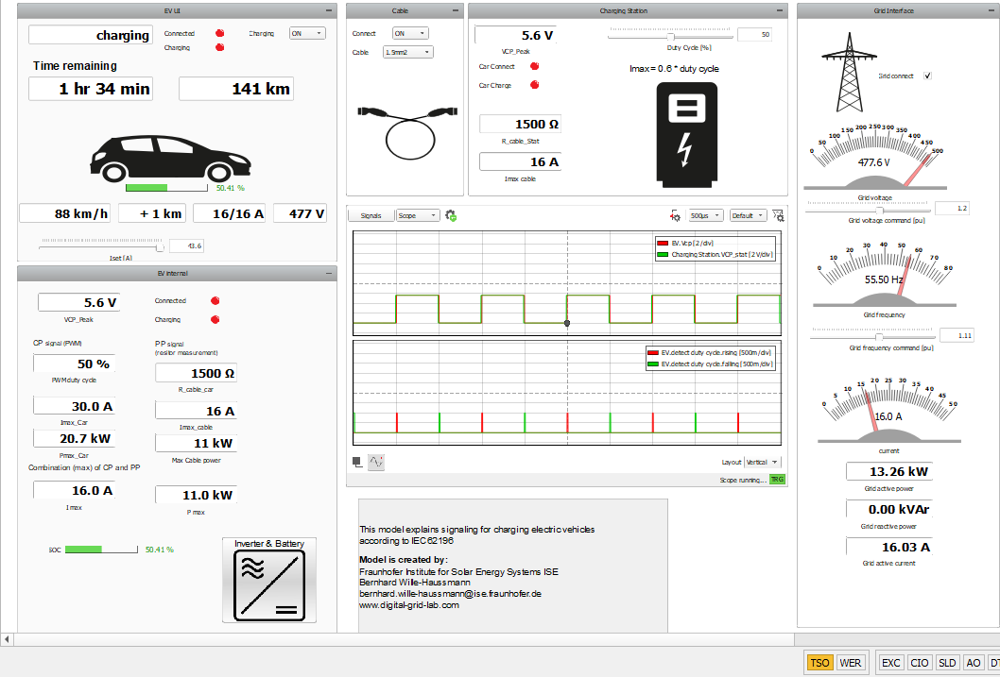 EV UI
charging
Connected
Charging
Charging
ON
Time remaining
1 hr 34 min
141 km
50.41 %
88 km/h
+ 1 km
16/16 A
477 V
43.6
Iset [A]
EV internal
5.6 V
VCP_Peak
Connected
Charging
CP signal (PWM)
50 %
PWM duty cycle
PP signal
(resitor measurement)
1500 Ω
R_cable_car
30.0 A
Imax_Car
16 A
Imax_cable
20.7 kW
Pmax_Car
11 kW
Max Cable power
Combination (max) of CP and PP
16.0 A
I max
11.0 kW
P max
SOC
50.41 %
Inverter & Battery
Cable
Connect
ON
Cable
1.5mm2
Charging Station
5.6 V
VCP_Peak
50
Duty Cycle [%]
Car Connect
Car Charge
Imax = 0.6 * duty cycle
1500 Ω
R_cable_Stat
16 A
Imax cable
Signals
Scope
500µs
Default
EV. Vcp [2 /div]
Charging Station. VCP_stat [2 V/div]
EV.detect duty cycle.rising [500m /div]
EV.detect duty cycle.falling [500m /div]
Layout
Vertical
Scope running...
TRG
This model explains signaling for charging electric vehicles
according to IEC 62196
Model is created by:
Fraunhofer Institute for Solar Energy Systems ISE
Bernhard Wille-Haussmann
bernhard.wille-haussmann@ise.fraunhofer.de
www.digital-grid-lab.com
Grid Interface
Grid connect
0 50 100 150 200 250 300 350 400 450 500
477.6 V
Grid voltage
1.2
Grid voltage command [pu]
0 10 20 30 40 50 60 70 80
55.50 Hz
Grid frequency
1.11
Grid frequency command [pu]
0 5 10 15 20 25 30 35 40 45 50
16.0 A
current
13.26 kW
Grid active power
0.00 kVAr
Grid reactive power
16.03 A
Grid active current
TSO
WER
EXC
CIO
SLD
AO